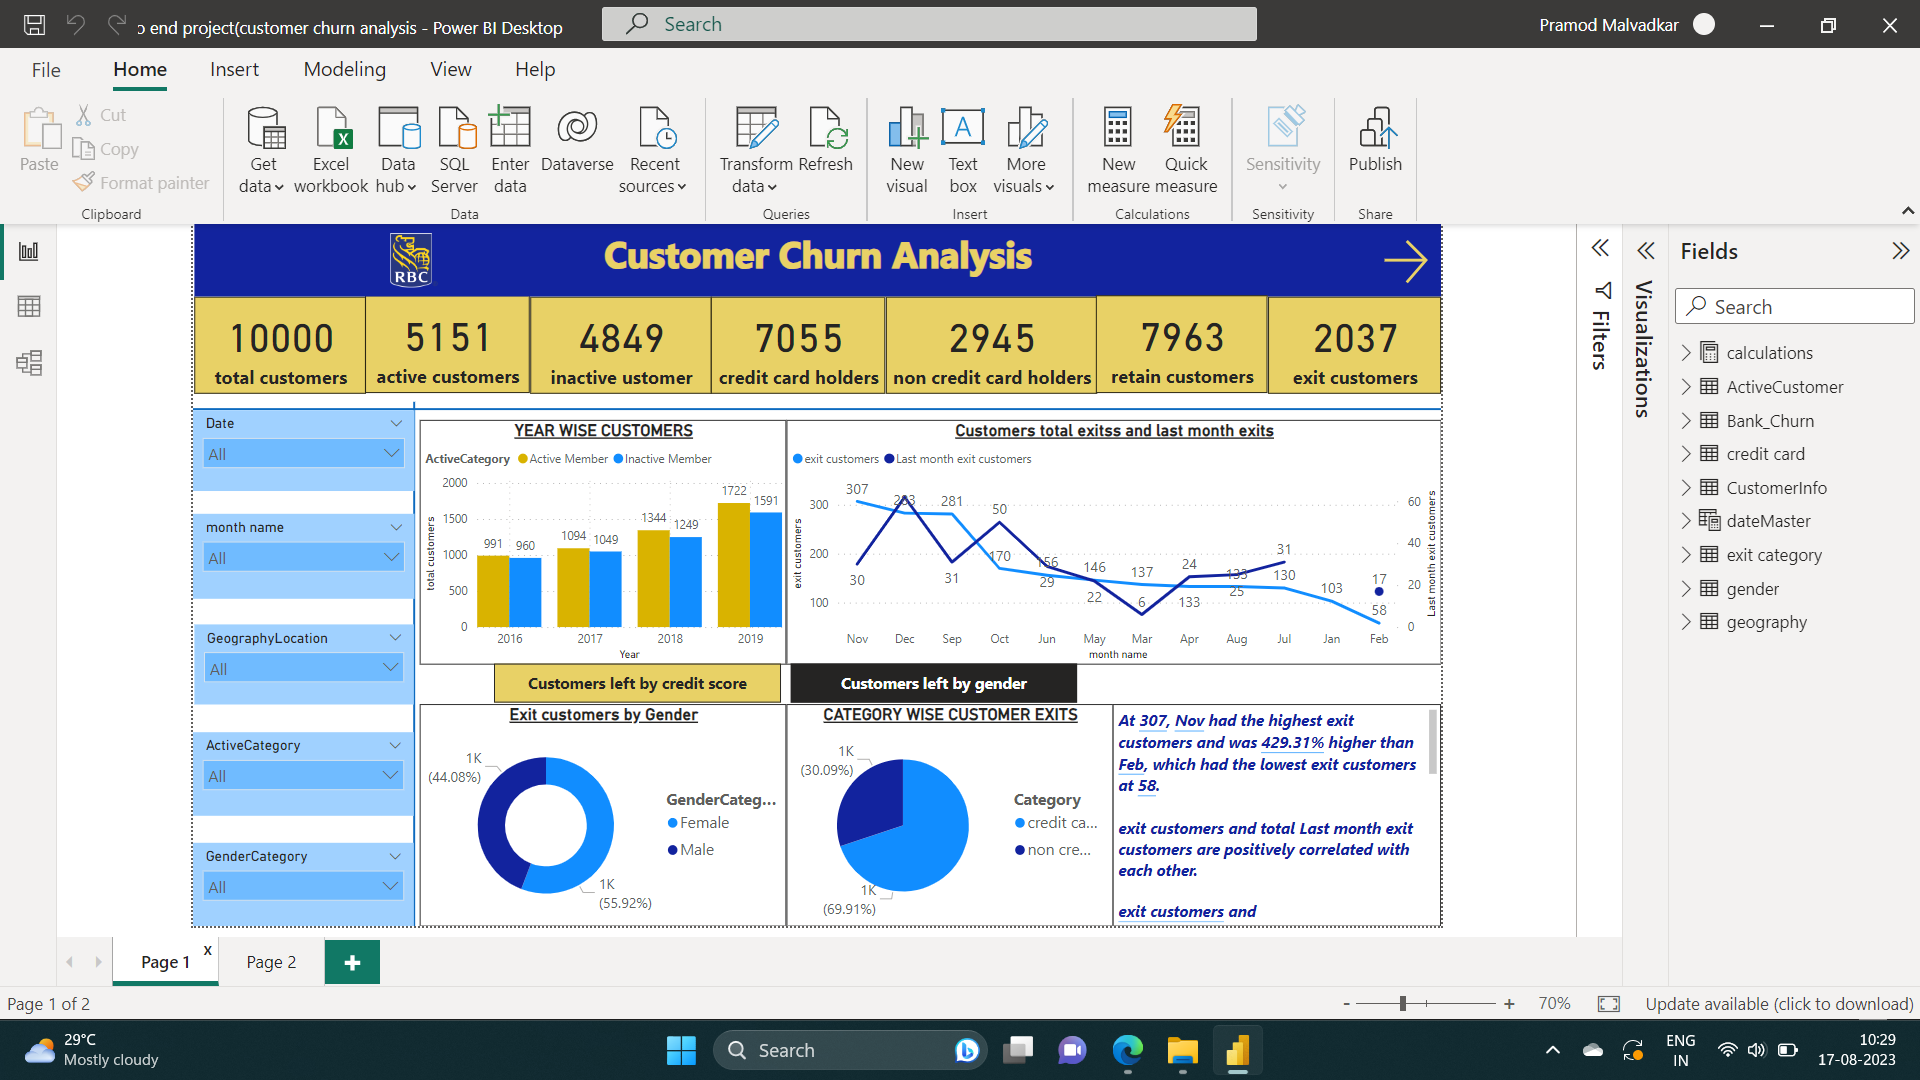 o end project(customer churn analysis - Power BI Desktop
Search
Pramod Malvadkar
File Home Insert Modeling View Help
Paste
Cut
Copy
Format painter
Clipboard
Get data
Excel workbook
Data hub
SQL Server
Enter data
Dataverse
Recent sources
Data
Transform data
Refresh
Queries
New visual
Text box
More visuals
Insert
New measure
Quick measure
Calculations
Sensitivity
Sensitivity
Publish
Share
RBC
Customer Churn Analysis
10000
total customers
5151
active customers
4849
inactive ustomer
7055
credit card holders
2945
non credit card holders
7963
retain customers
2037
exit customers
Date
All
month name
All
GeographyLocation
All
ActiveCategory
All
GenderCategory
All
YEAR WISE CUSTOMERS
ActiveCategory Active Member Inactive Member
total customers
2000
1500
1000
500
0
991 960
1094 1049
1344 1249
1722 1591
2016 2017 2018 2019
Year
Customers total exitss and last month exits
exit customers Last month exit customers
exit customers
300
200
100
307 283 281 170 156 146 137 133 133 130 103 58
30 31 50 29 22 6 24 25 31 17
60
40
20
0
Last month exit customers
Nov Dec Sep Oct Jun May Mar Apr Aug Jul Jan Feb
month name
Customers left by credit score
Customers left by gender
Exit customers by Gender
1K
(44.08%)
1K
(55.92%)
GenderCateg...
Female
Male
CATEGORY WISE CUSTOMER EXITS
1K
(30.09%)
1K
(69.91%)
Category
credit ca...
non cre...
At 307, Nov had the highest exit
customers and was 429.31% higher than
Feb, which had the lowest exit customers
at 58.
exit customers and total Last month exit
customers are positively correlated with
each other.
exit customers and
Filters
Visualizations
Fields
Search
calculations
ActiveCustomer
Bank_Churn
credit card
CustomerInfo
dateMaster
exit category
gender
geography
Page 1 x
Page 2
+
Page 1 of 2
- + 70%
Update available (click to download)
29°C
Mostly cloudy
Search
ENG
IN
10:29
17-08-2023